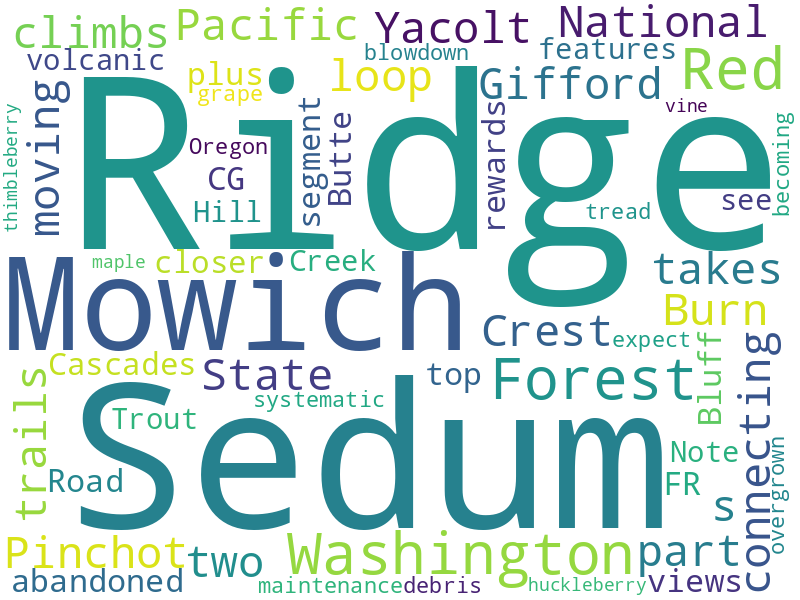 climbs
Pacific
Yacolt
National
volcanic
blowdown
features
plus
grape
loop
Gifford
Red
thimbleberry
moving
Ridge
segment
Butte
rewards
vine
becoming
Oregon
CG
Hill
tread
see
maple
closer
Creek
Mowich
takes
Crest
expect
Burn
Cascades
State
top
Forest
Bluff
connecting
trails
Trout
systematic
Sedum
Road
Note
FR
s
overgrown
Pinchot
two
Washington
part
abandoned
maintenance
debris
huckleberry
views